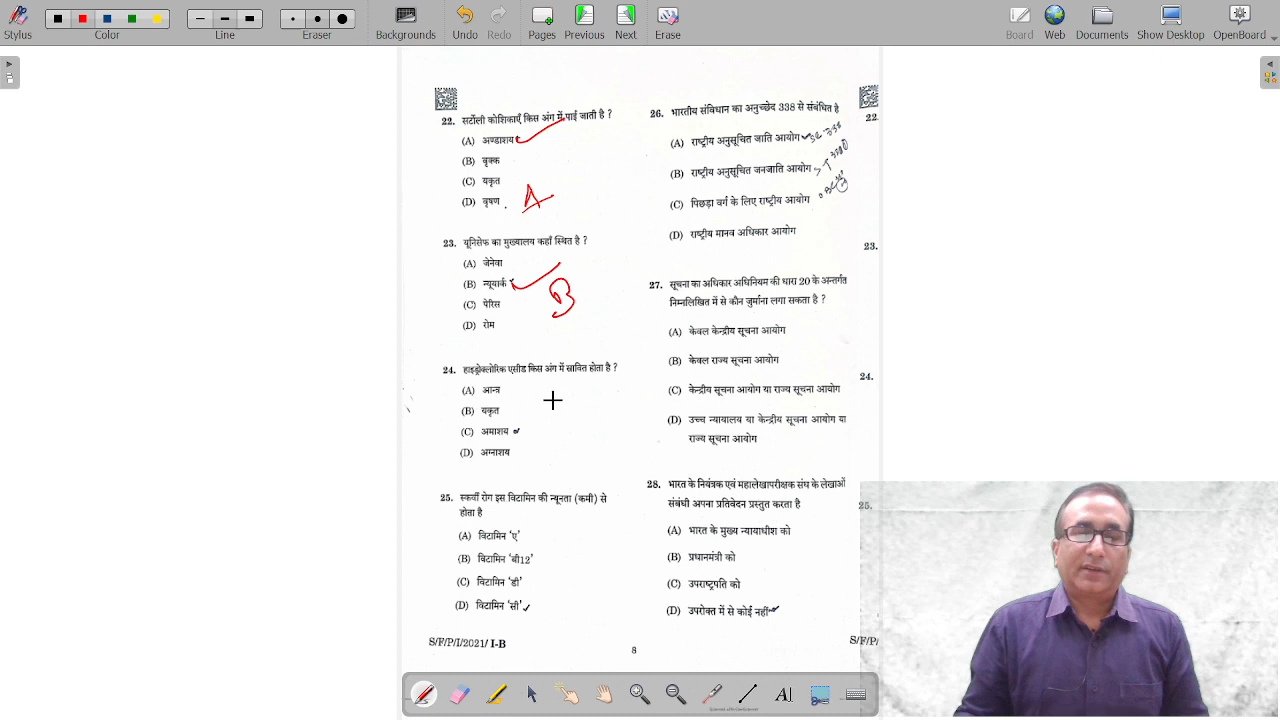 Stylus
Color
Line
Eraser
Backgrounds
Undo
Redo
Pages
Previous
Next
Erase
Board
Web
Documents
Show Desktop
OpenBoard
22. सर्टोली कोशिकाएँ किस अंग में पाई जाती है ?
(A) अण्डाशय
(B) वृक्क
(C) यकृत
(D) वृषण
A
23. यूनिसेफ का मुख्यालय कहाँ स्थित है ?
(A) जेनेवा
(B) न्यूयार्क
(C) पेरिस
(D) रोम
B
24. हाइड्रोक्लोरिक एसीड किस अंग में स्रावित होता है ?
(A) आन्त्र
(B) यकृत
(C) अमाशय
(D) अग्नाशय
25. स्कर्वी रोग इस विटामिन की न्यूनता (कमी) से
होता है
(A) विटामिन ‘ए’
(B) विटामिन ‘बी12’
(C) विटामिन ‘डी’
(D) विटामिन ‘सी’
S/F/P/I/2021/ I-B
8
26. भारतीय संविधान का अनुच्छेद 338 से संबंधित है
(A) राष्ट्रीय अनुसूचित जाति आयोग
(B) राष्ट्रीय अनुसूचित जनजाति आयोग
(C) पिछड़ा वर्ग के लिए राष्ट्रीय आयोग
(D) राष्ट्रीय मानव अधिकार आयोग
27. सूचना का अधिकार अधिनियम की धारा 20 के अन्तर्गत
निम्नलिखित में से कौन जुर्माना लगा सकता है ?
(A) केवल केन्द्रीय सूचना आयोग
(B) केवल राज्य सूचना आयोग
(C) केन्द्रीय सूचना आयोग या राज्य सूचना आयोग
(D) उच्च न्यायालय या केन्द्रीय सूचना आयोग या
राज्य सूचना आयोग
28. भारत के नियंत्रक एवं महालेखापरीक्षक संघ के लेखाओं
संबंधी अपना प्रतिवेदन प्रस्तुत करता है
(A) भारत के मुख्य न्यायाधीश को
(B) प्रधानमंत्री को
(C) उपराष्ट्रपति को
(D) उपरोक्त में से कोई नहीं
22.
23.
24.
25.
S/F/P/